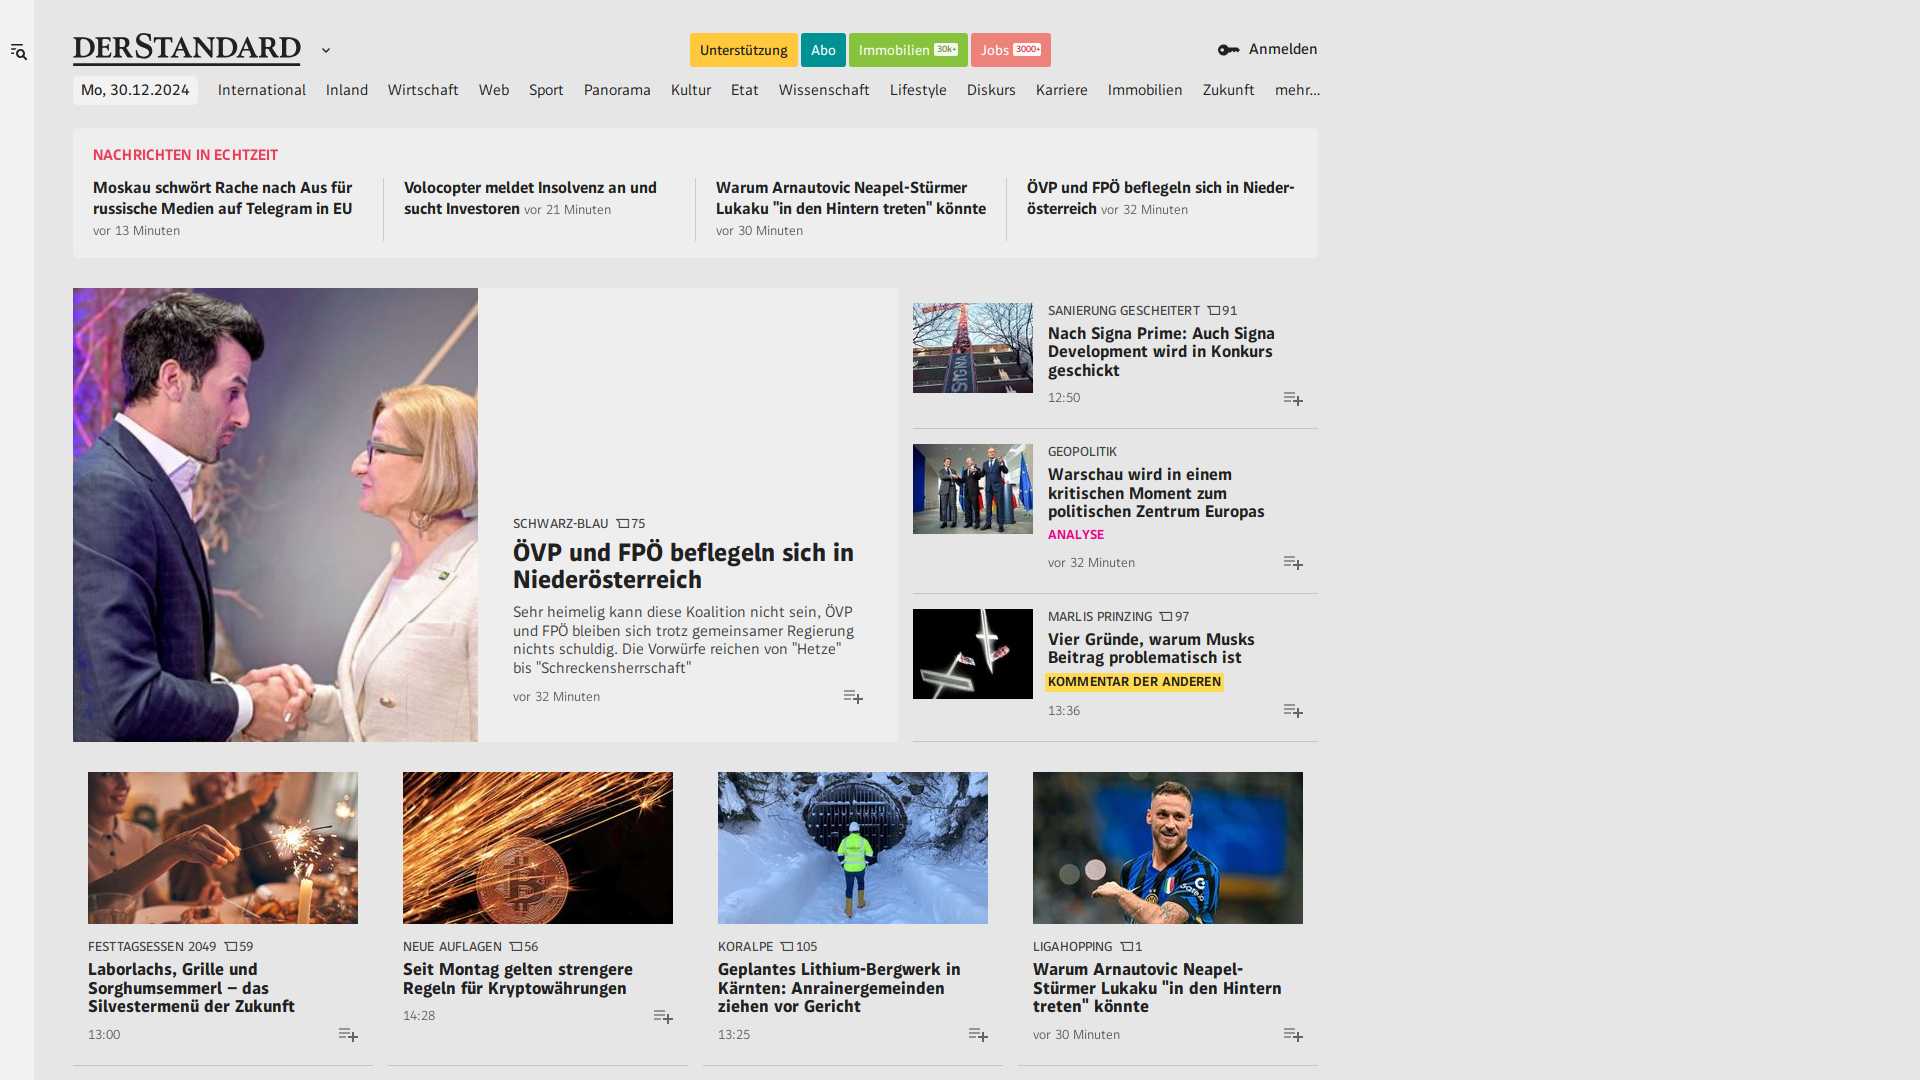 DERSTANDARD
Unterstützung
Abo
Immobilien 30k+
Jobs 3000+
Anmelden
Mo, 30.12.2024
International
Inland
Wirtschaft
Web
Sport
Panorama
Kultur
Etat
Wissenschaft
Lifestyle
Diskurs
Karriere
Immobilien
Zukunft
mehr...
NACHRICHTEN IN ECHTZEIT
Moskau schwört Rache nach Aus für
russische Medien auf Telegram in EU
vor 13 Minuten
Volocopter meldet Insolvenz an und
sucht Investoren vor 21 Minuten
Warum Arnautovic Neapel-Stürmer
Lukaku "in den Hintern treten" könnte
vor 30 Minuten
ÖVP und FPÖ beflegeln sich in Nieder-
österreich vor 32 Minuten
SCHWARZ-BLAU 75
ÖVP und FPÖ beflegeln sich in
Niederösterreich
Sehr heimelig kann diese Koalition nicht sein, ÖVP
und FPÖ bleiben sich trotz gemeinsamer Regierung
nichts schuldig. Die Vorwürfe reichen von "Hetze"
bis "Schreckensherrschaft"
vor 32 Minuten
SIGNA
SANIERUNG GESCHEITERT 91
Nach Signa Prime: Auch Signa
Development wird in Konkurs
geschickt
12:50
GEOPOLITIK
Warschau wird in einem
kritischen Moment zum
politischen Zentrum Europas
ANALYSE
vor 32 Minuten
MARLIS PRINZING 97
Vier Gründe, warum Musks
Beitrag problematisch ist
KOMMENTAR DER ANDEREN
13:36
FESTTAGSESSEN 2049 59
Laborlachs, Grille und
Sorghumsemmerl – das
Silvestermenü der Zukunft
13:00
NEUE AUFLAGEN 56
Seit Montag gelten strengere
Regeln für Kryptowährungen
14:28
KORALPE 105
Geplantes Lithium-Bergwerk in
Kärnten: Anrainergemeinden
ziehen vor Gericht
13:25
LIGAHOPPING 1
Warum Arnautovic Neapel-
Stürmer Lukaku "in den Hintern
treten" könnte
vor 30 Minuten